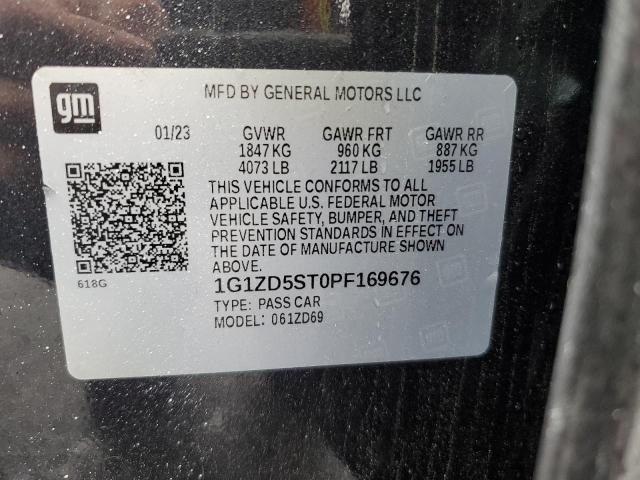 gm
MFD BY GENERAL MOTORS LLC
01/23 GVWR GAWR FRT GAWR RR
1847 KG 960 KG 887 KG
4073 LB 2117 LB 1955 LB
THIS VEHICLE CONFORMS TO ALL
APPLICABLE U.S. FEDERAL MOTOR
VEHICLE SAFETY, BUMPER, AND THEFT
PREVENTION STANDARDS IN EFFECT ON
THE DATE OF MANUFACTURE SHOWN
ABOVE.
618G
1G1ZD5ST0PF169676
TYPE: PASS CAR
MODEL: 061ZD69